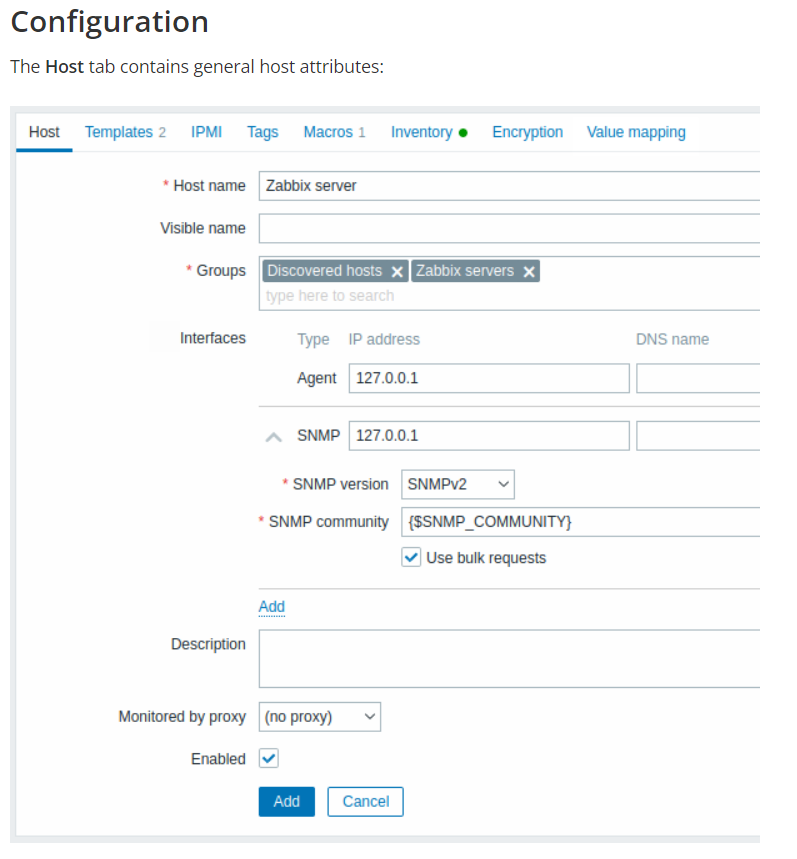 Configuration
The Host tab contains general host attributes:
Host Templates 2 IPMI Tags Macros 1 Inventory Encryption Value mapping
* Host name Zabbix server
Visible name
* Groups Discovered hosts Zabbix servers
type here to search
Interfaces Type IP address DNS name
Agent 127.0.0.1
SNMP 127.0.0.1
* SNMP version SNMPv2
* SNMP community {$SNMP_COMMUNITY}
Use bulk requests
Add
Description
Monitored by proxy (no proxy)
Enabled
Add Cancel